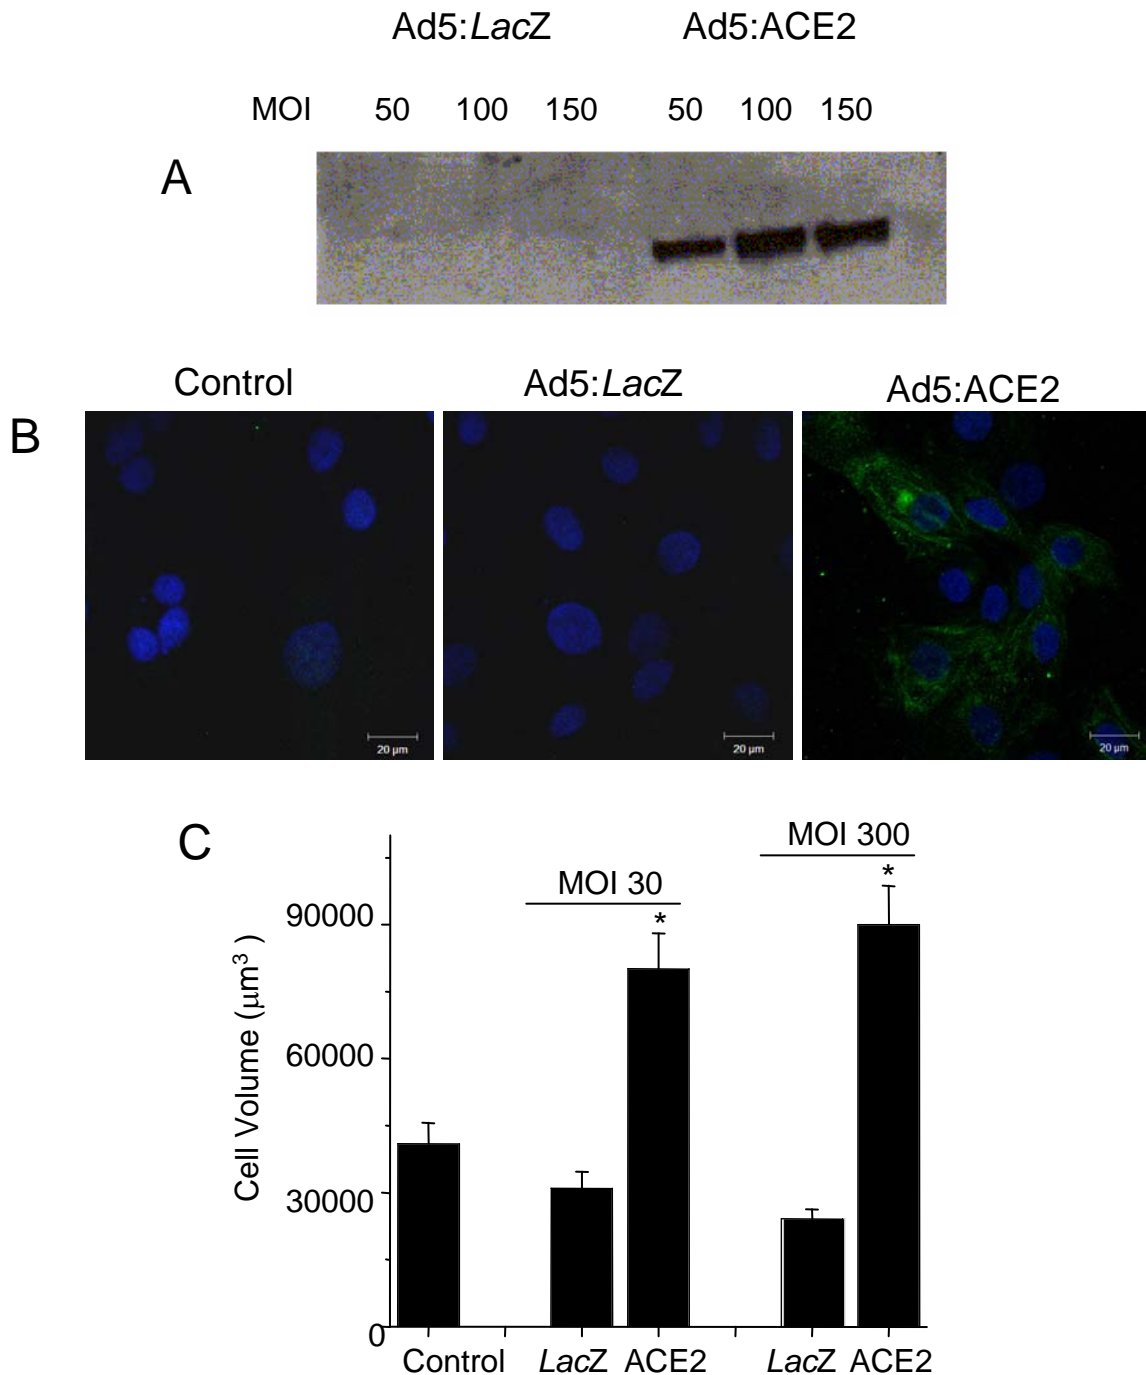 Ad5:LacZ Ad5:ACE2
MOI 50 100 150 50 100 150
A
Control Ad5:LacZ Ad5:ACE2
B
20 µm 20 µm 20 µm
C
MOI 300
*
MOI 30
*
90000
60000
30000
0
Cell Volume (μm³ )
Control LacZ ACE2 LacZ ACE2